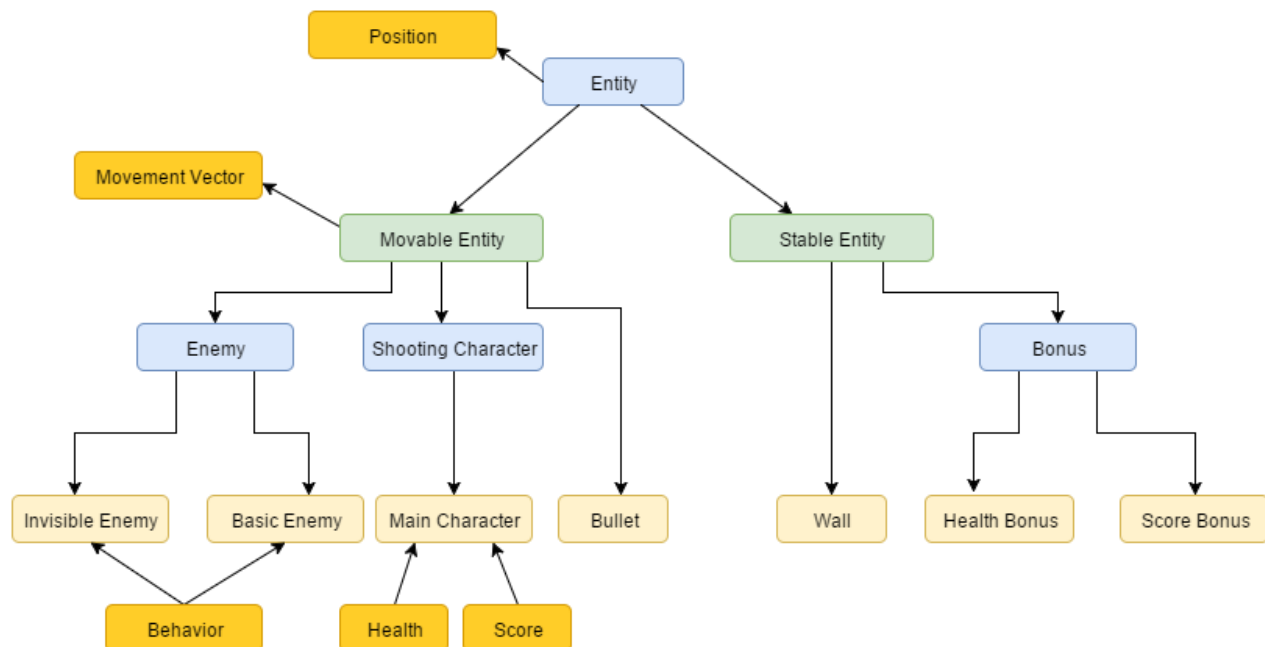 Position
Entity
Movement Vector
Movable Entity
Stable Entity
Enemy
Shooting Character
Bonus
Invisible Enemy
Basic Enemy
Main Character
Bullet
Wall
Health Bonus
Score Bonus
Behavior
Health
Score